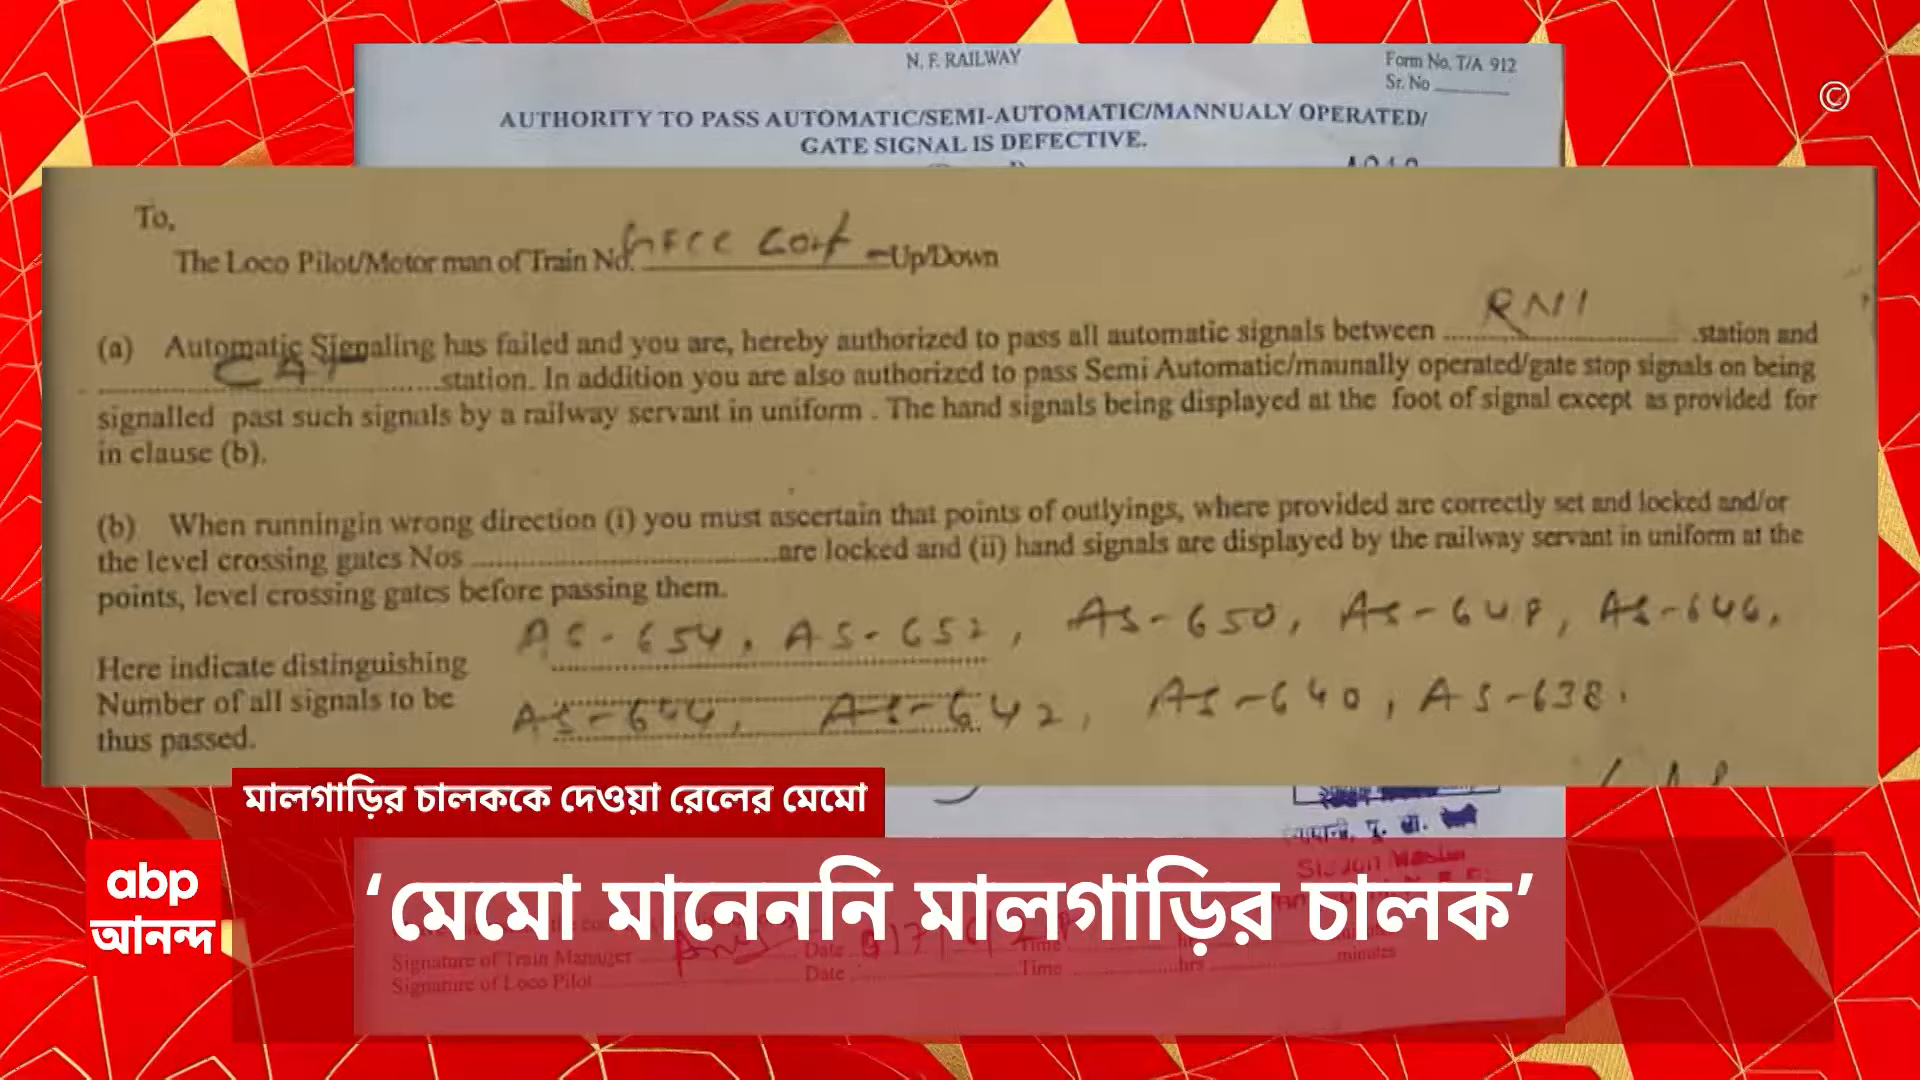 N. F. RAILWAY
Form No. T/A 912
Sr. No
©
AUTHORITY TO PASS AUTOMATIC/SEMI-AUTOMATIC/MANNUALY OPERATED/
GATE SIGNAL IS DEFECTIVE.
To,
The Loco Pilot/Motor man of Train No. GFCC Cont Up/Down
(a) Automatic Signaling has failed and you are, hereby authorized to pass all automatic signals between RNI station and
CAT station. In addition you are also authorized to pass Semi Automatic/maunally operated/gate stop signals on being
signalled past such signals by a railway servant in uniform . The hand signals being displayed at the foot of signal except as provided for
in clause (b).
(b) When runningin wrong direction (i) you must ascertain that points of outlyings, where provided are correctly set and locked and/or
the level crossing gates Nos are locked and (ii) hand signals are displayed by the railway servant in uniform at the
points, level crossing gates before passing them.
AS-654, AS-652, AS-650, AS-648, AS-646,
Here indicate distinguishing
Number of all signals to be
thus passed.
AS-644, AS-642, AS-640, AS-638.
মালগাড়ির চালককে দেওয়া রেলের মেমো
abp
আনন্দ
‘মেমো মানেননি মালগাড়ির চালক’
Signature of Train Manager Date Time
minutes
Signature of Loco Pilot Date Time hrs